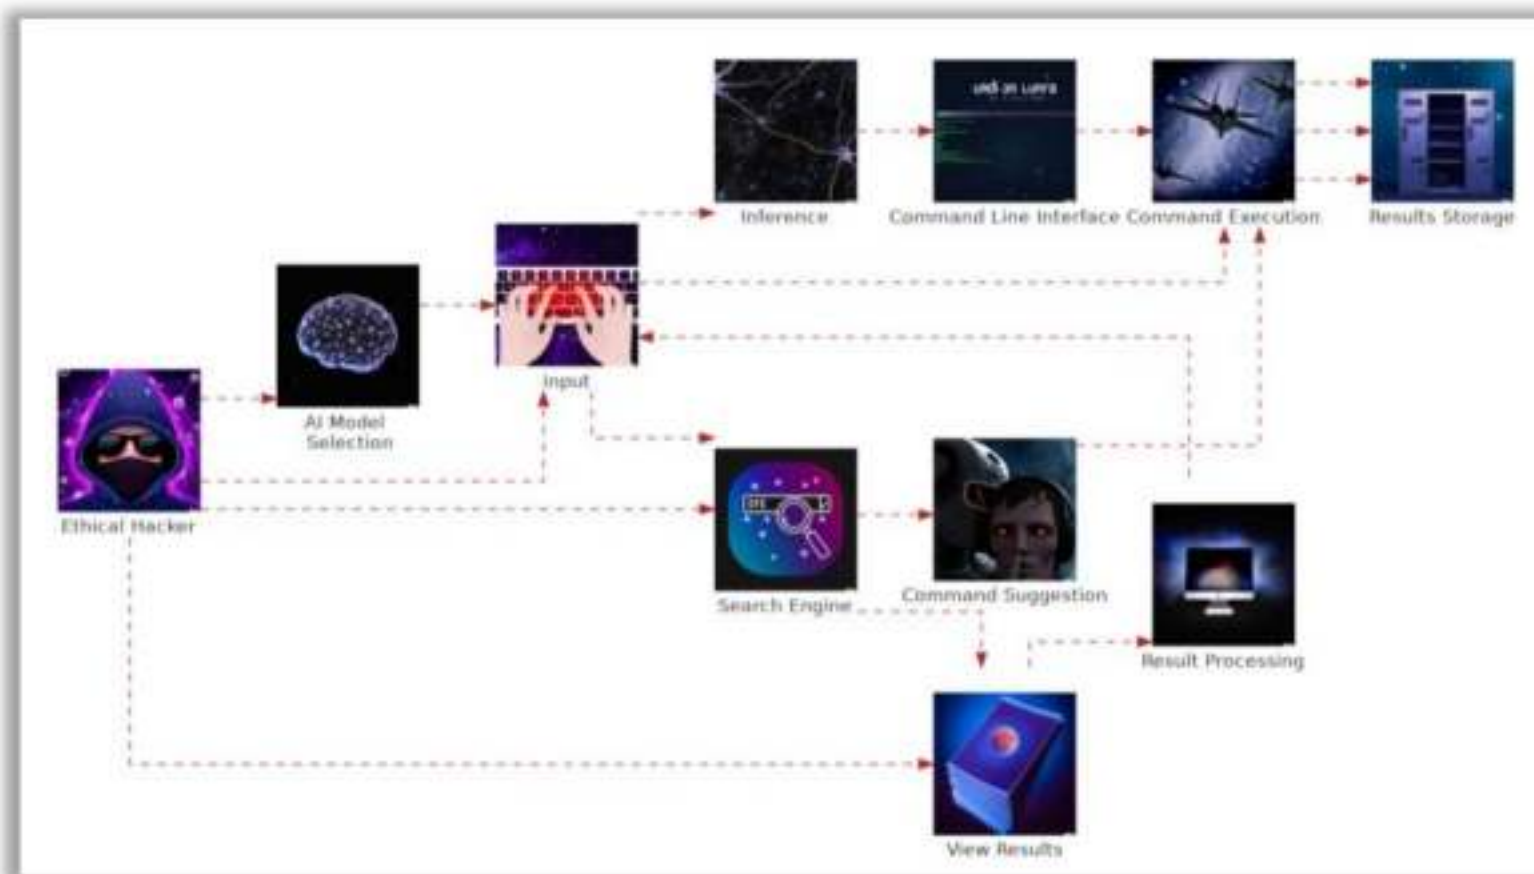 Inference
Command Line Interface
Command Execution
Results Storage
Input
AI Model
Selection
Ethical Hacker
Search Engine
Command Suggestion
Result Processing
View Results